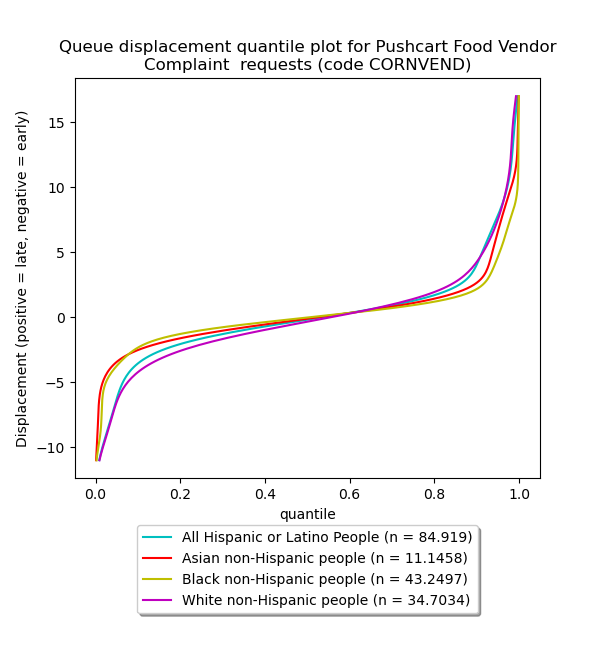 Queue displacement quantile plot for Pushcart Food Vendor
Complaint  requests (code CORNVEND)
Displacement (positive = late, negative = early)
15
10
5
0
−5
−10
0.0 0.2 0.4 0.6 0.8 1.0
quantile
All Hispanic or Latino People (n = 84.919)
Asian non-Hispanic people (n = 11.1458)
Black non-Hispanic people (n = 43.2497)
White non-Hispanic people (n = 34.7034)